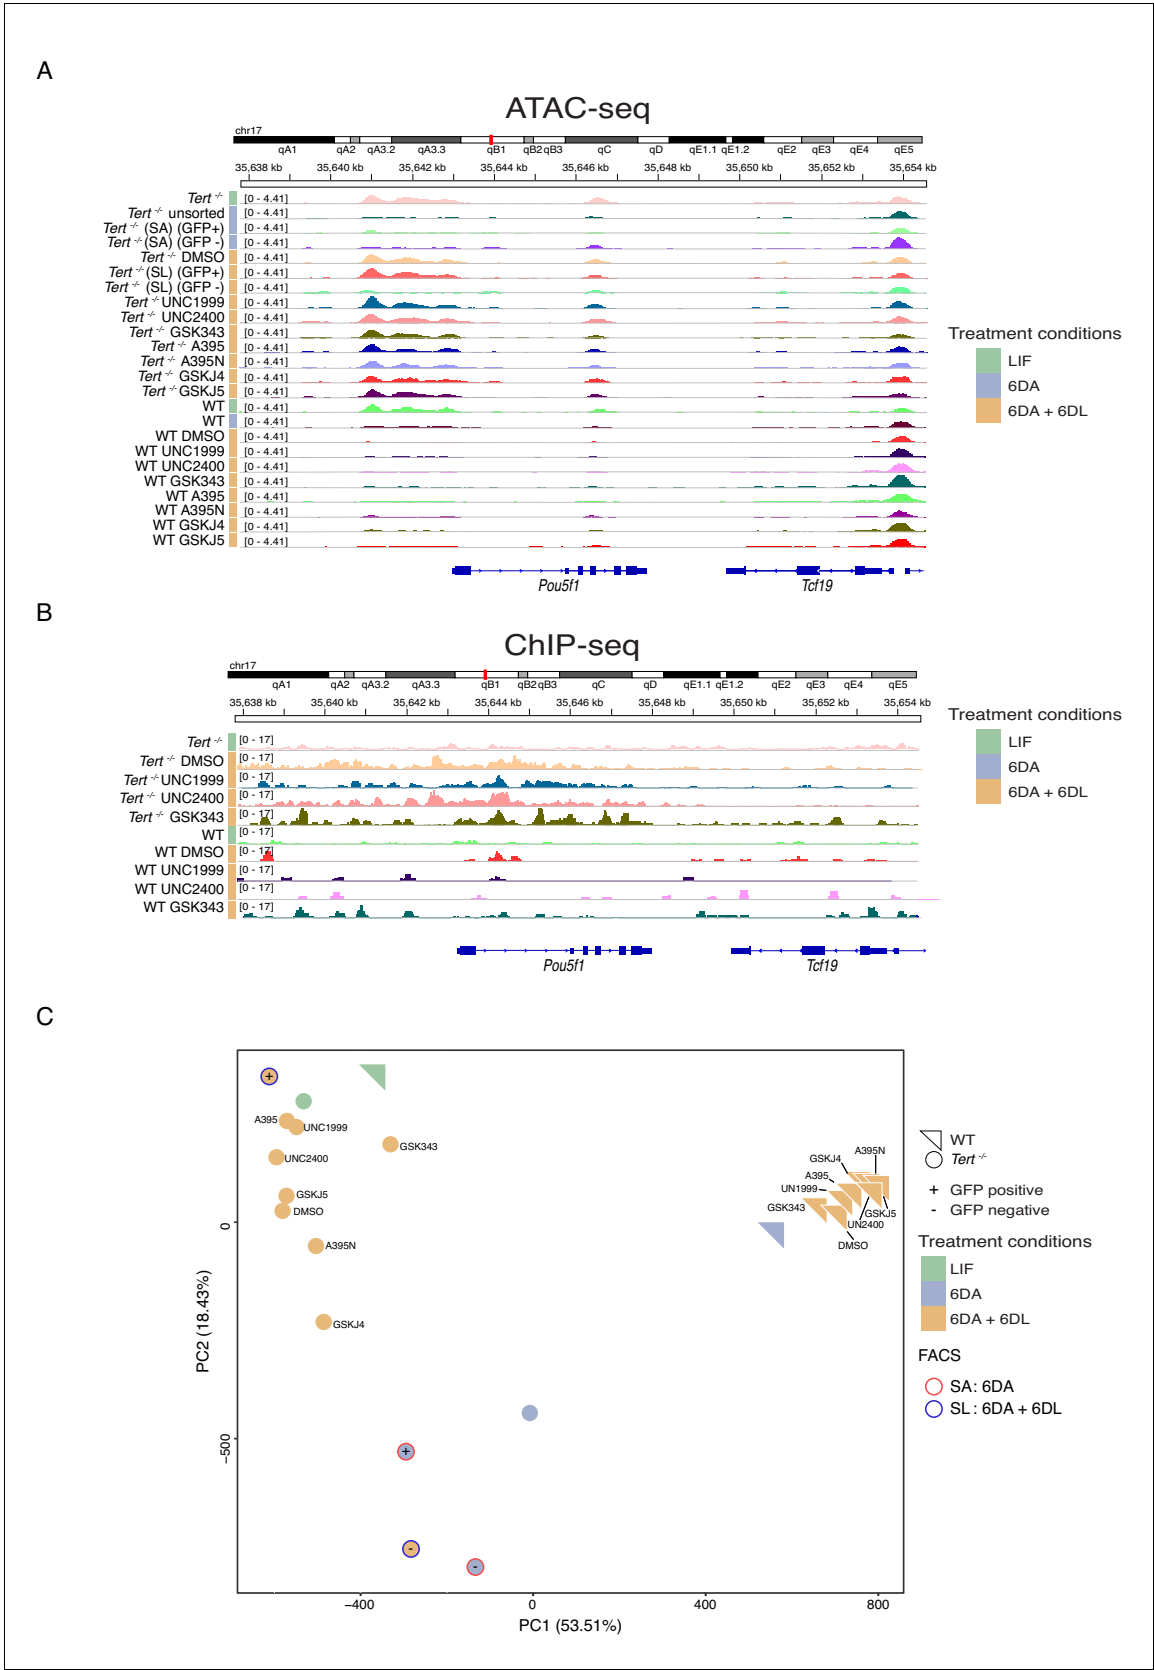 A
ATAC-seq
chr17
qA1 qA2 qA3.2 qA3.3 qB1 qB2 qB3 qC qD qE1.1 qE1.2 qE2 qE3 qE4 qE5
35,638 kb 35,640 kb 35,642 kb 35,644 kb 35,646 kb 35,648 kb 35,650 kb 35,652 kb 35,654 kb
Tert -/- [0 - 4.41]
Tert -/- unsorted [0 - 4.41]
Tert -/- (SA) (GFP+) [0 - 4.41]
Tert -/- (SA) (GFP -) [0 - 4.41]
Tert -/- DMSO [0 - 4.41]
Tert -/- (SL) (GFP+) [0 - 4.41]
Tert -/- (SL) (GFP -) [0 - 4.41]
Tert -/- UNC1999 [0 - 4.41]
Tert -/- UNC2400 [0 - 4.41]
Tert -/- GSK343 [0 - 4.41]
Tert -/- A395 [0 - 4.41]
Tert -/- A395N [0 - 4.41]
Tert -/- GSKJ4 [0 - 4.41]
Tert -/- GSKJ5 [0 - 4.41]
WT [0 - 4.41]
WT [0 - 4.41]
WT DMSO [0 - 4.41]
WT UNC1999 [0 - 4.41]
WT UNC2400 [0 - 4.41]
WT GSK343 [0 - 4.41]
WT A395 [0 - 4.41]
WT A395N [0 - 4.41]
WT GSKJ4 [0 - 4.41]
WT GSKJ5 [0 - 4.41]
Pou5f1 Tcf19
Treatment conditions
LIF
6DA
6DA + 6DL
B
ChIP-seq
chr17
qA1 qA2 qA3.2 qA3.3 qB1 qB2 qB3 qC qD qE1.1 qE1.2 qE2 qE3 qE4 qE5
35,638 kb 35,640 kb 35,642 kb 35,644 kb 35,646 kb 35,648 kb 35,650 kb 35,652 kb 35,654 kb
Tert -/- [0 - 17]
Tert -/- DMSO [0 - 17]
Tert -/- UNC1999 [0 - 17]
Tert -/- UNC2400 [0 - 17]
Tert -/- GSK343 [0 - 17]
WT [0 - 17]
WT DMSO [0 - 17]
WT UNC1999 [0 - 17]
WT UNC2400 [0 - 17]
WT GSK343 [0 - 17]
Pou5f1 Tcf19
Treatment conditions
LIF
6DA
6DA + 6DL
C
+
A395
UNC1999
GSK343
UNC2400
GSKJ5
DMSO
A395N
GSKJ4
+
-
-
A395N
GSKJ4
A395
UN1999
GSK343
GSKJ5
UN2400
DMSO
0
−500
PC2 (18.43%)
−400 0 400 800
PC1 (53.51%)
WT
Tert -/-
+ GFP positive
- GFP negative
Treatment conditions
LIF
6DA
6DA + 6DL
FACS
SA: 6DA
SL : 6DA + 6DL